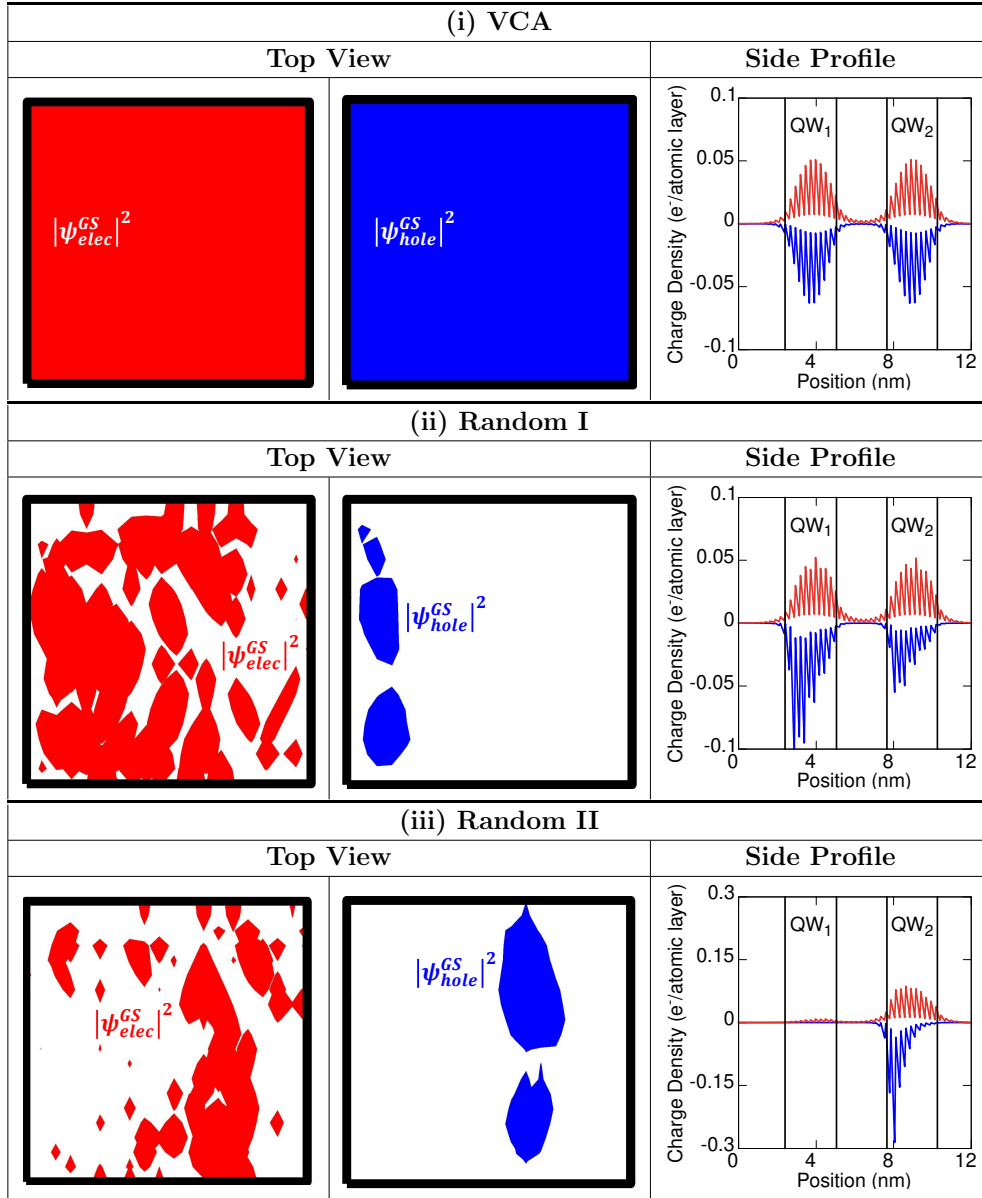 (i) VCA
Top View
Side Profile
|ψ_elec^GS|^2
|ψ_hole^GS|^2
Charge Density (e⁻/atomic layer)
0.1
0.05
0
-0.05
-0.1
QW₁ QW₂
0 4 8 12
Position (nm)
(ii) Random I
Top View
Side Profile
|ψ_elec^GS|^2
|ψ_hole^GS|^2
Charge Density (e⁻/atomic layer)
0.1
0.05
0
-0.05
-0.1
QW₁ QW₂
0 4 8 12
Position (nm)
(iii) Random II
Top View
Side Profile
|ψ_elec^GS|^2
|ψ_hole^GS|^2
Charge Density (e⁻/atomic layer)
0.3
0.15
0
-0.15
-0.3
QW₁ QW₂
0 4 8 12
Position (nm)